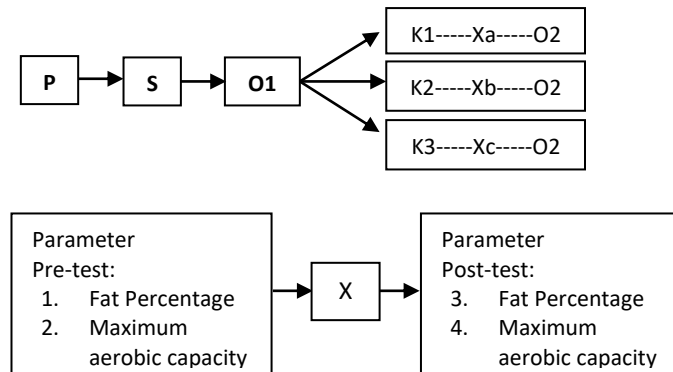 P
S
O1
K1-----Xa-----O2
K2-----Xb-----O2
K3-----Xc-----O2
Parameter
Pre-test:
1. Fat Percentage
2. Maximum
aerobic capacity
X
Parameter
Post-test:
3. Fat Percentage
4. Maximum
aerobic capacity